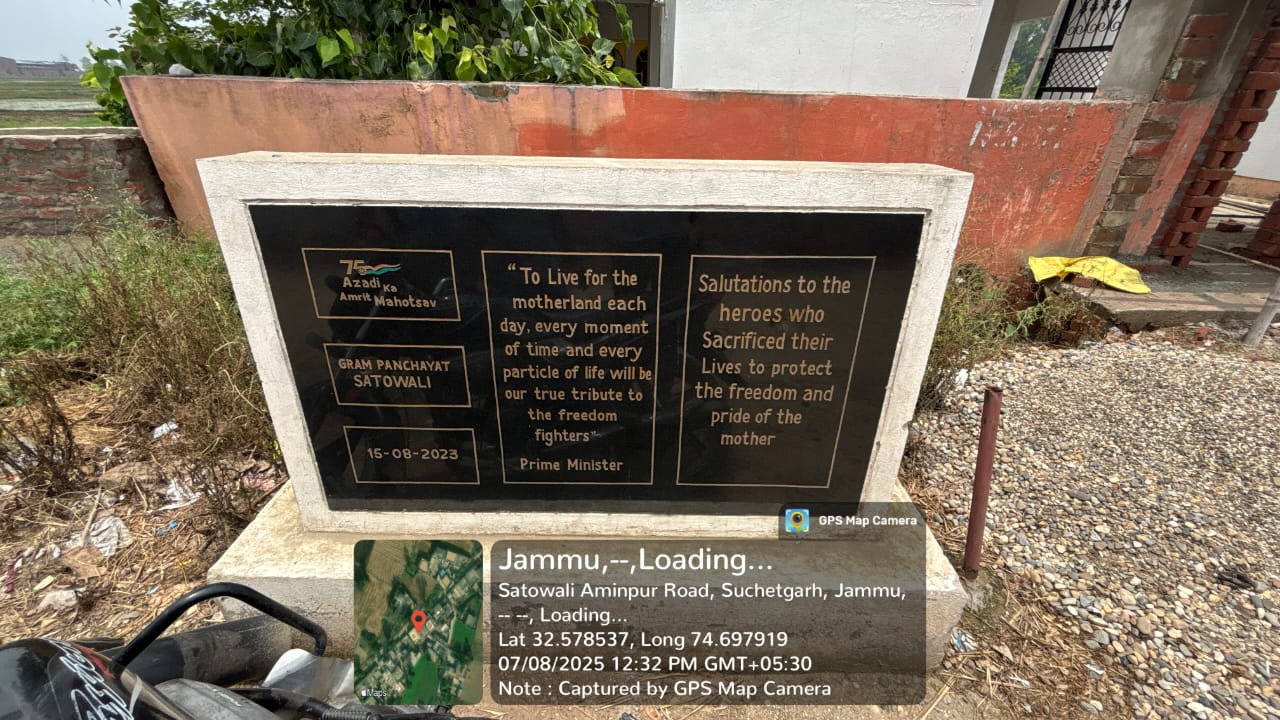 75
Azadi Ka
Amrit Mahotsav
GRAM PANCHAYAT
SATOWALI
15-08-2023
“To Live for the
motherland each
day, every moment
of time and every
particle of life will be
our true tribute to
the freedom
fighters”
Prime Minister
Salutations to the
heroes who
Sacrificed their
Lives to protect
the freedom and
pride of the
mother
GPS Map Camera
Jammu,--,Loading...
Satowali Aminpur Road, Suchetgarh, Jammu,
-- --, Loading...
Lat 32.578537, Long 74.697919
07/08/2025 12:32 PM GMT+05:30
Note : Captured by GPS Map Camera
Maps